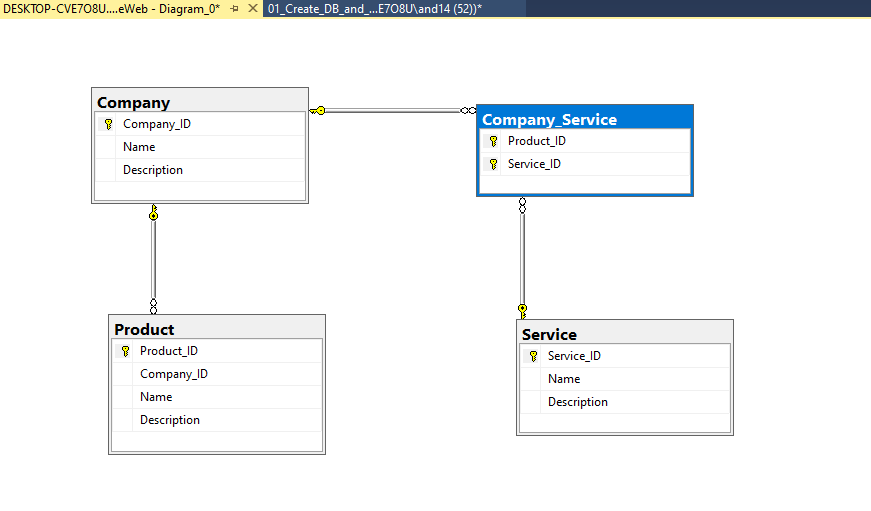 DESKTOP-CVE7O8U....eWeb - Diagram_0*
01_Create_DB_and_...E7O8U\and14 (52))*
Company
Company_ID
Name
Description
Company_Service
Product_ID
Service_ID
Product
Product_ID
Company_ID
Name
Description
Service
Service_ID
Name
Description